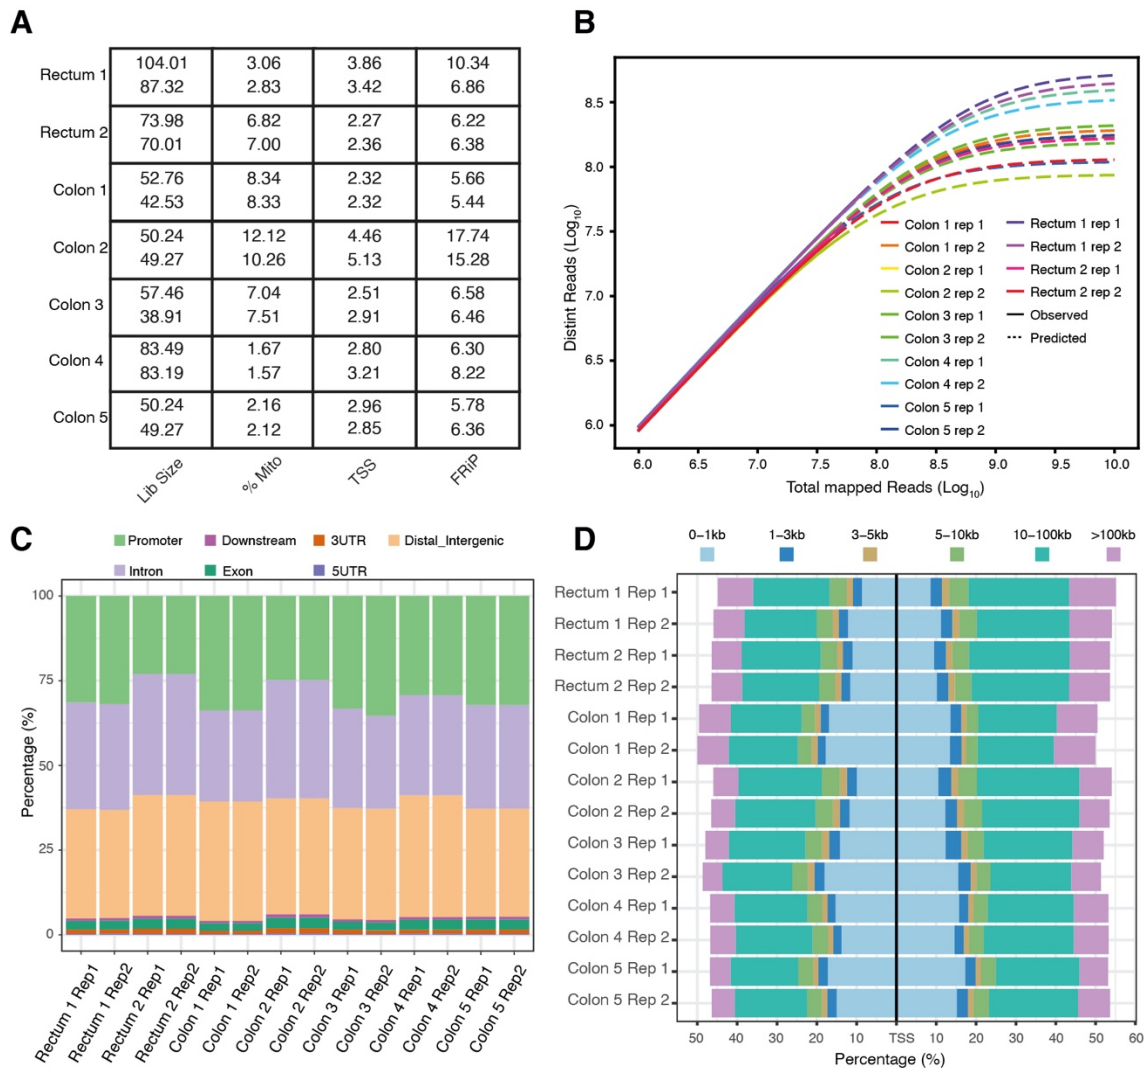 A
Rectum 1
104.01 3.06 3.86 10.34
87.32 2.83 3.42 6.86
Rectum 2
73.98 6.82 2.27 6.22
70.01 7.00 2.36 6.38
Colon 1
52.76 8.34 2.32 5.66
42.53 8.33 2.32 5.44
Colon 2
50.24 12.12 4.46 17.74
49.27 10.26 5.13 15.28
Colon 3
57.46 7.04 2.51 6.58
38.91 7.51 2.91 6.46
Colon 4
83.49 1.67 2.80 6.30
83.19 1.57 3.21 8.22
Colon 5
50.24 2.16 2.96 5.78
49.27 2.12 2.85 6.36
Lib Size % Mito TSS FRiP
B
Distint Reads (Log10)
8.5
8.0
7.5
7.0
6.5
6.0
Colon 1 rep 1
Colon 1 rep 2
Colon 2 rep 1
Colon 2 rep 2
Colon 3 rep 1
Colon 3 rep 2
Colon 4 rep 1
Colon 4 rep 2
Colon 5 rep 1
Colon 5 rep 2
Rectum 1 rep 1
Rectum 1 rep 2
Rectum 2 rep 1
Rectum 2 rep 2
Observed
Predicted
6.0 6.5 7.0 7.5 8.0 8.5 9.0 9.5 10.0
Total mapped Reads (Log10)
C
Promoter Downstream 3UTR Distal_Intergenic
Intron Exon 5UTR
Percentage (%)
100
75
50
25
0
Rectum 1 Rep1
Rectum 1 Rep2
Rectum 2 Rep1
Rectum 2 Rep2
Colon 1 Rep1
Colon 1 Rep2
Colon 2 Rep1
Colon 2 Rep2
Colon 3 Rep1
Colon 3 Rep2
Colon 4 Rep1
Colon 4 Rep2
Colon 5 Rep1
Colon 5 Rep2
D
0−1kb 1−3kb 3−5kb 5−10kb 10−100kb >100kb
Rectum 1 Rep 1
Rectum 1 Rep 2
Rectum 2 Rep 1
Rectum 2 Rep 2
Colon 1 Rep 1
Colon 1 Rep 2
Colon 2 Rep 1
Colon 2 Rep 2
Colon 3 Rep 1
Colon 3 Rep 2
Colon 4 Rep 1
Colon 4 Rep 2
Colon 5 Rep 1
Colon 5 Rep 2
50 40 30 20 10 TSS 10 20 30 40 50 60
Percentage (%)